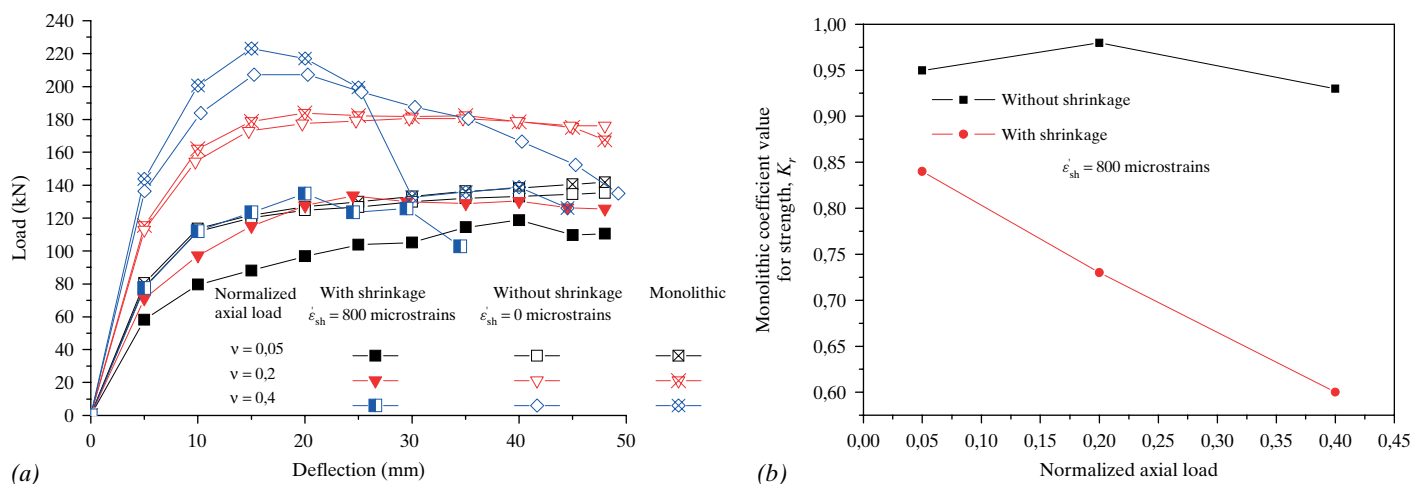 240
220
200
180
160
140
120
100
80
60
40
20
0
Load (kN)
0 10 20 30 40 50
Deflection (mm)
Normalized axial load
With shrinkage
ε′sh = 800 microstrains
Without shrinkage
ε′sh = 0 microstrains
Monolithic
ν = 0,05
ν = 0,2
ν = 0,4
(a)
1,00
0,95
0,90
0,85
0,80
0,75
0,70
0,65
0,60
Monolithic coefficient value
for strength, Kr
Without shrinkage
With shrinkage
ε′sh = 800 microstrains
0,00 0,05 0,10 0,15 0,20 0,25 0,30 0,35 0,40 0,45
Normalized axial load
(b)